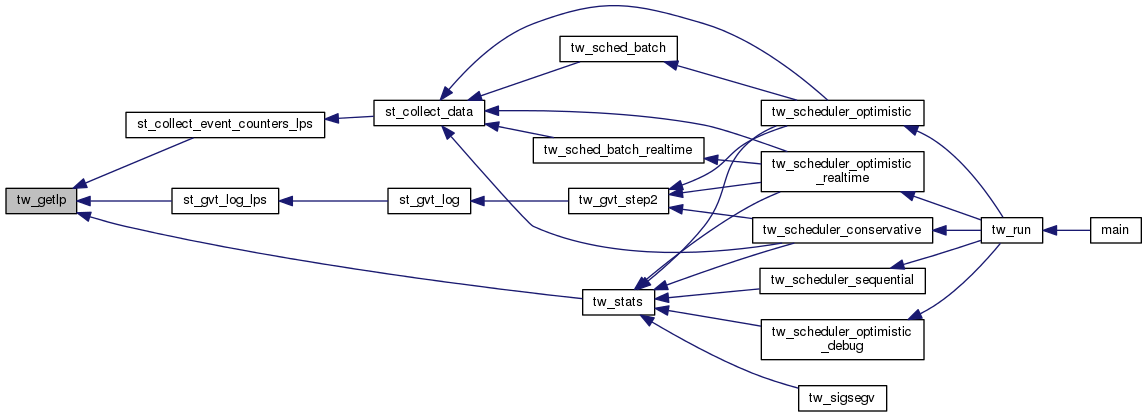 tw_getlp
st_collect_event_counters_lps
st_gvt_log_lps
st_collect_data
st_gvt_log
tw_sched_batch
tw_sched_batch_realtime
tw_gvt_step2
tw_stats
tw_scheduler_optimistic
tw_scheduler_optimistic
_realtime
tw_scheduler_conservative
tw_scheduler_sequential
tw_scheduler_optimistic
_debug
tw_sigsegv
tw_run
main